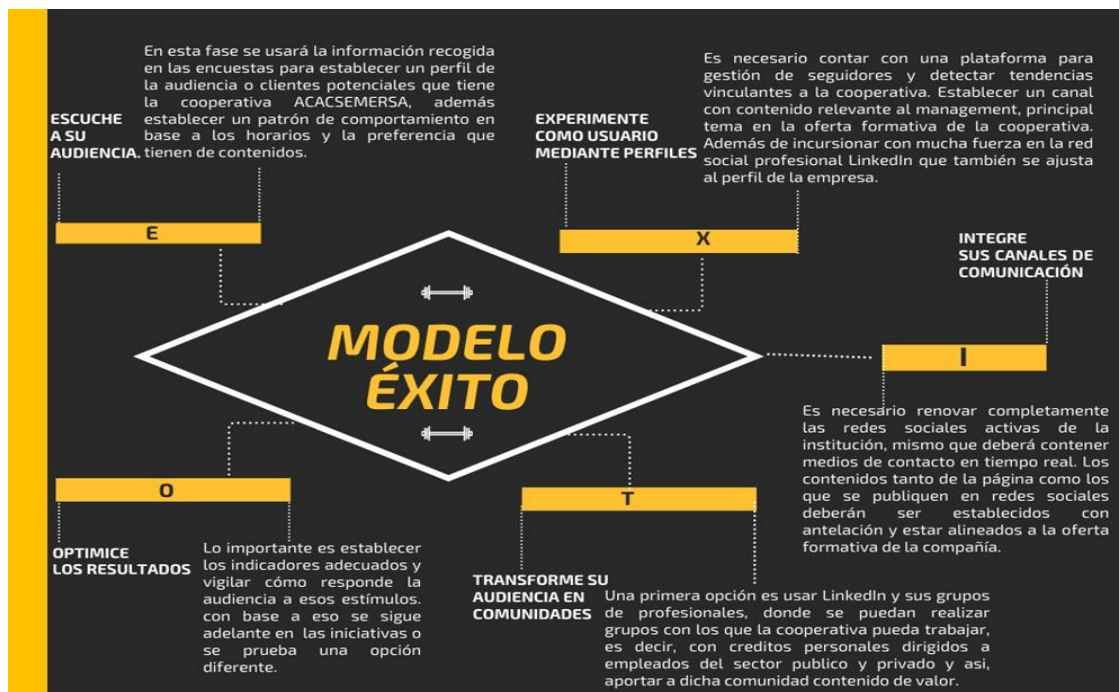 ESCUCHE
A SU
AUDIENCIA.
En esta fase se usará la información recogida
en las encuestas para establecer un perfil de
la audiencia o clientes potenciales que tiene
la cooperativa ACACSEMERSA, además
establecer un patrón de comportamiento en
base a los horarios y la preferencia que
tienen de contenidos.
E
EXPERIMENTE
COMO USUARIO
MEDIANTE PERFILES
Es necesario contar con una plataforma para
gestión de seguidores y detectar tendencias
vinculantes a la cooperativa. Establecer un canal
con contenido relevante al management, principal
tema en la oferta formativa de la cooperativa.
Además de incursionar con mucha fuerza en la red
social profesional LinkedIn que también se ajusta
al perfil de la empresa.
X
INTEGRE
SUS CANALES DE
COMUNICACIÓN
I
Es necesario renovar completamente
las redes sociales activas de la
institución, mismo que deberá contener
medios de contacto en tiempo real. Los
contenidos tanto de la página como los
que se publiquen en redes sociales
deberán ser establecidos con
antelación y estar alineados a la oferta
formativa de la compañía.
MODELO
ÉXITO
O
OPTIMICE
LOS RESULTADOS
Lo importante es establecer
los indicadores adecuados y
vigilar cómo responde la
audiencia a esos estímulos.
con base a eso se sigue
adelante en las iniciativas o
se prueba una opción
diferente.
T
TRANSFORME SU
AUDIENCIA EN
COMUNIDADES
Una primera opción es usar LinkedIn y sus grupos
de profesionales, donde se puedan realizar
grupos con los que la cooperativa pueda trabajar,
es decir, con creditos personales dirigidos a
empleados del sector publico y privado y asi,
aportar a dicha comunidad contenido de valor.